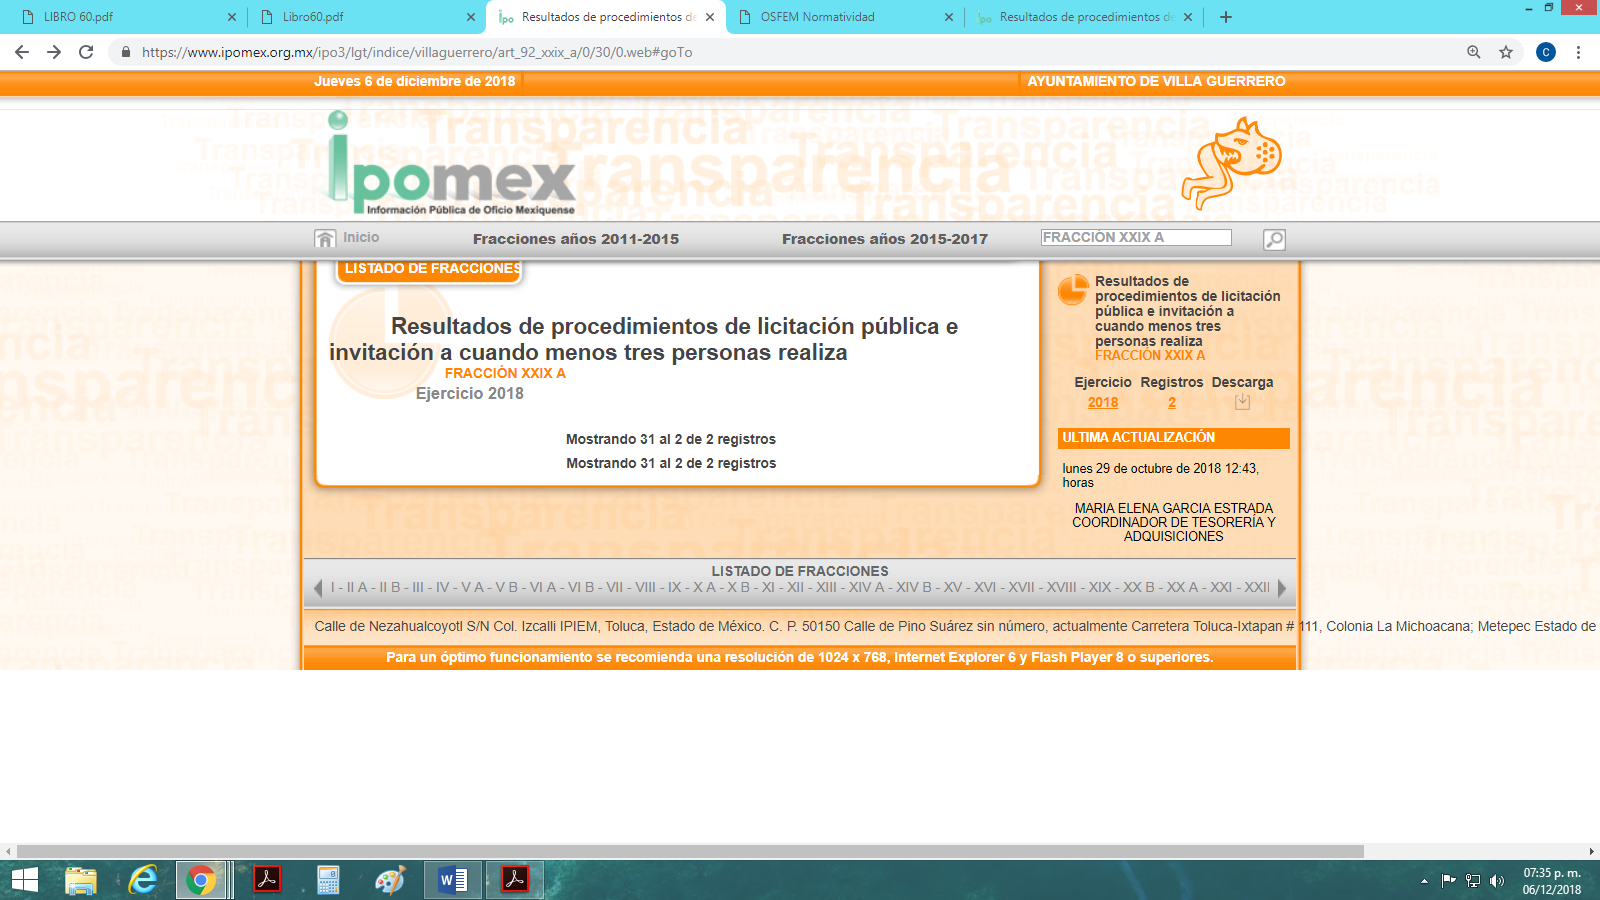 LIBRO 60.pdf
Libro60.pdf
Resultados de procedimientos de
OSFEM Normatividad
Resultados de procedimientos de
https://www.ipomex.org.mx/ipo3/lgt/indice/villaguerrero/art_92_xxix_a/0/30/0.web#goTo
C
Jueves 6 de diciembre de 2018
AYUNTAMIENTO DE VILLA GUERRERO
Transparencia
ipomex
Información Pública de Oficio Mexiquense
Inicio
Fracciones años 2011-2015
Fracciones años 2015-2017
FRACCIÓN XXIX A
LISTADO DE FRACCIONES
Resultados de procedimientos de licitación pública e
invitación a cuando menos tres personas realiza
FRACCIÓN XXIX A
Ejercicio 2018
Mostrando 31 al 2 de 2 registros
Mostrando 31 al 2 de 2 registros
Resultados de
procedimientos de licitación
pública e invitación a
cuando menos tres
personas realiza
FRACCIÓN XXIX A
Ejercicio Registros Descarga
2018 2
ULTIMA ACTUALIZACIÓN
lunes 29 de octubre de 2018 12:43,
horas
MARIA ELENA GARCIA ESTRADA
COORDINADOR DE TESORERÍA Y
ADQUISICIONES
LISTADO DE FRACCIONES
I - II A - II B - III - IV - V A - V B - VI A - VI B - VII - VIII - IX - X A - X B - XI - XII - XIII - XIV A - XIV B - XV - XVI - XVII - XVIII - XIX - XX B - XX A - XXI - XXII
Calle de Nezahualcoyotl S/N Col. Izcalli IPIEM, Toluca, Estado de México. C. P. 50150 Calle de Pino Suárez sin número, actualmente Carretera Toluca-Ixtapan # 111, Colonia La Michoacana; Metepec Estado de
Para un óptimo funcionamiento se recomienda una resolución de 1024 x 768, Internet Explorer 6 y Flash Player 8 o superiores.
07:35 p. m.
06/12/2018